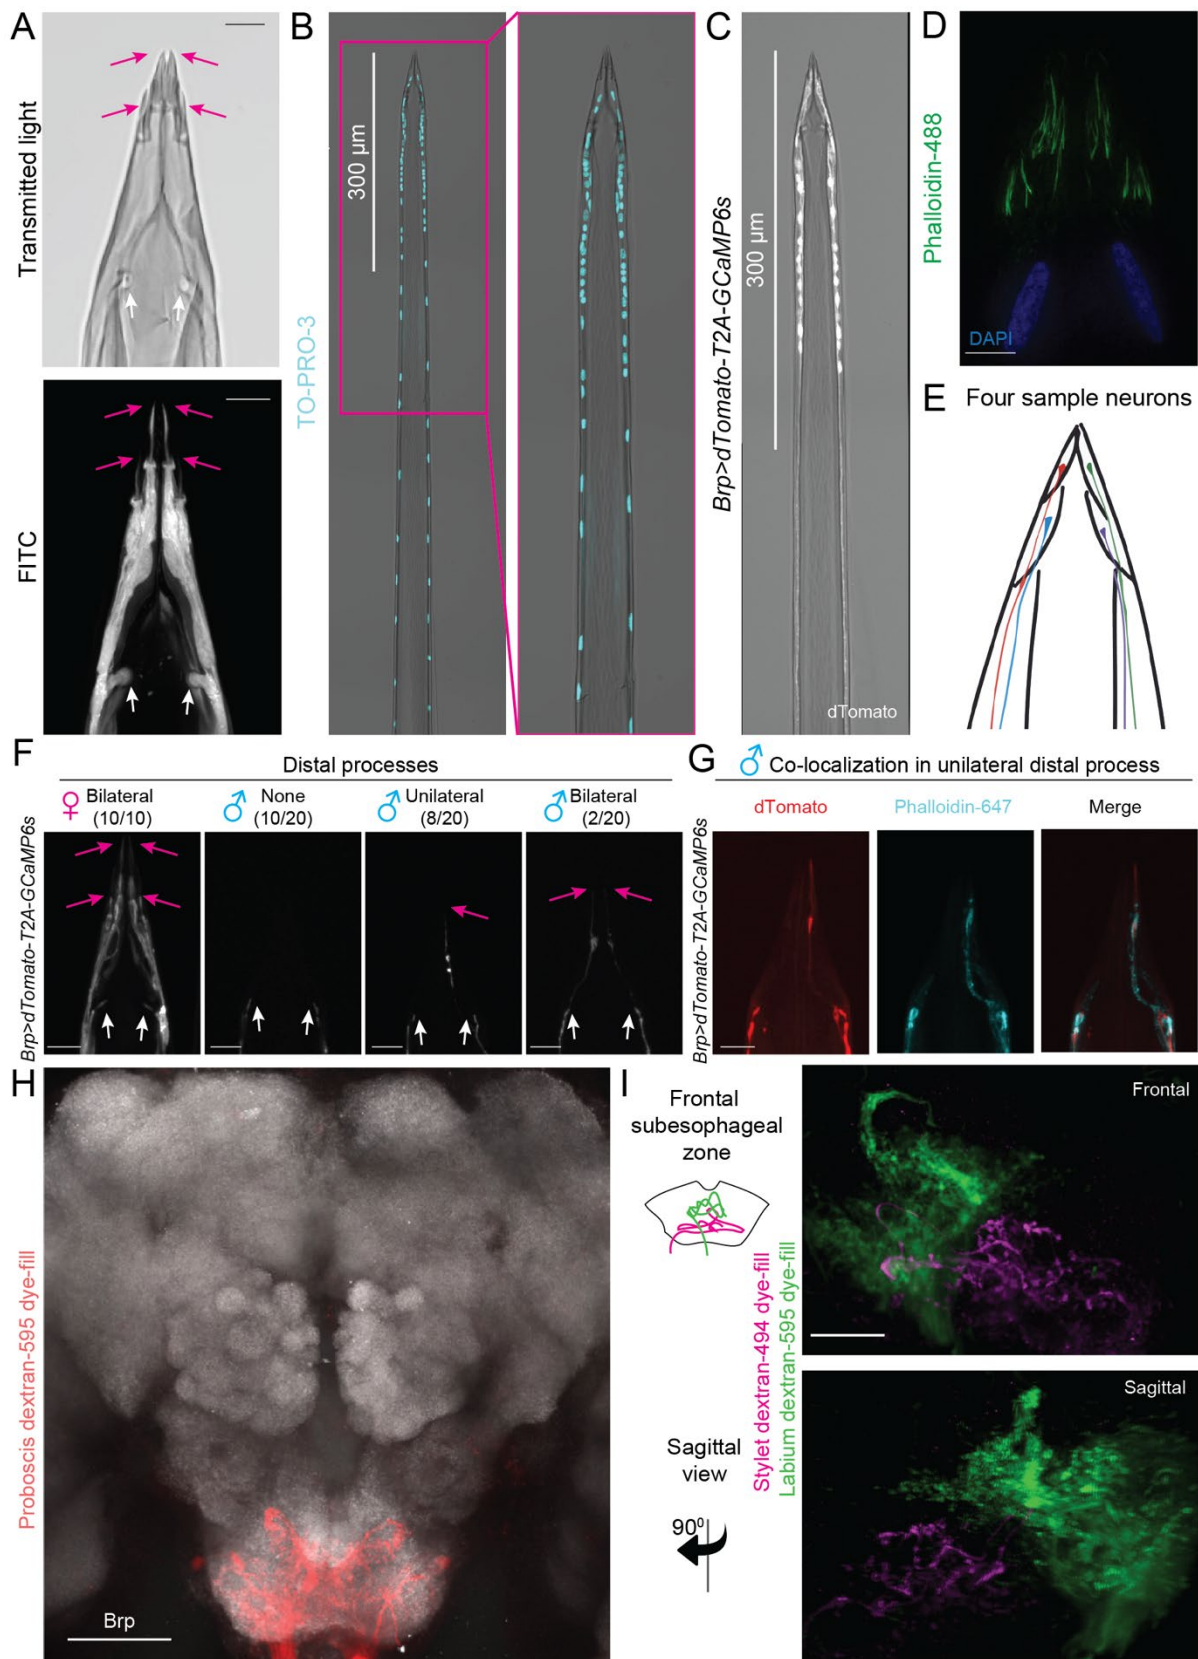 A
Transmitted light
FITC
B
TO-PRO-3
300 µm
C
Brp>dTomato-T2A-GCaMP6s
300 µm
dTomato
D
Phalloidin-488
DAPI
E Four sample neurons
F
Distal processes
♀ Bilateral
(10/10)
♂ None
(10/20)
♂ Unilateral
(8/20)
♂ Bilateral
(2/20)
Brp>dTomato-T2A-GCaMP6s
G
♂ Co-localization in unilateral distal process
dTomato
Phalloidin-647
Merge
Brp>dTomato-T2A-GCaMP6s
H
Proboscis dextran-595 dye-fill
Brp
I
Frontal
subesophageal
zone
Stylet dextran-494 dye-fill
Labium dextran-595 dye-fill
Frontal
Sagittal
view
90⁰
Sagittal